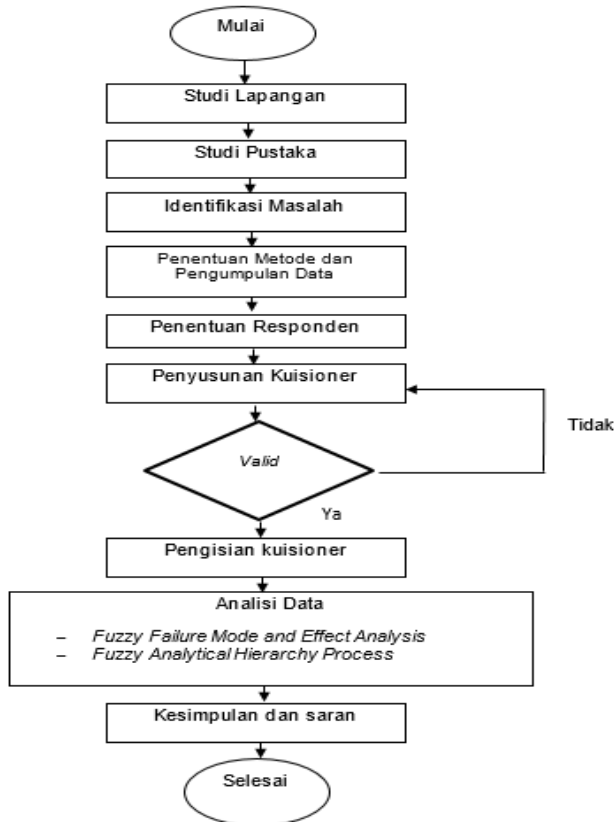 Mulai
Studi Lapangan
Studi Pustaka
Identifikasi Masalah
Penentuan Metode dan
Pengumpulan Data
Penentuan Responden
Penyusunan Kuisioner
Tidak
Valid
Ya
Pengisian kuisioner
Analisi Data
– Fuzzy Failure Mode and Effect Analysis
– Fuzzy Analytical Hierarchy Process
Kesimpulan dan saran
Selesai